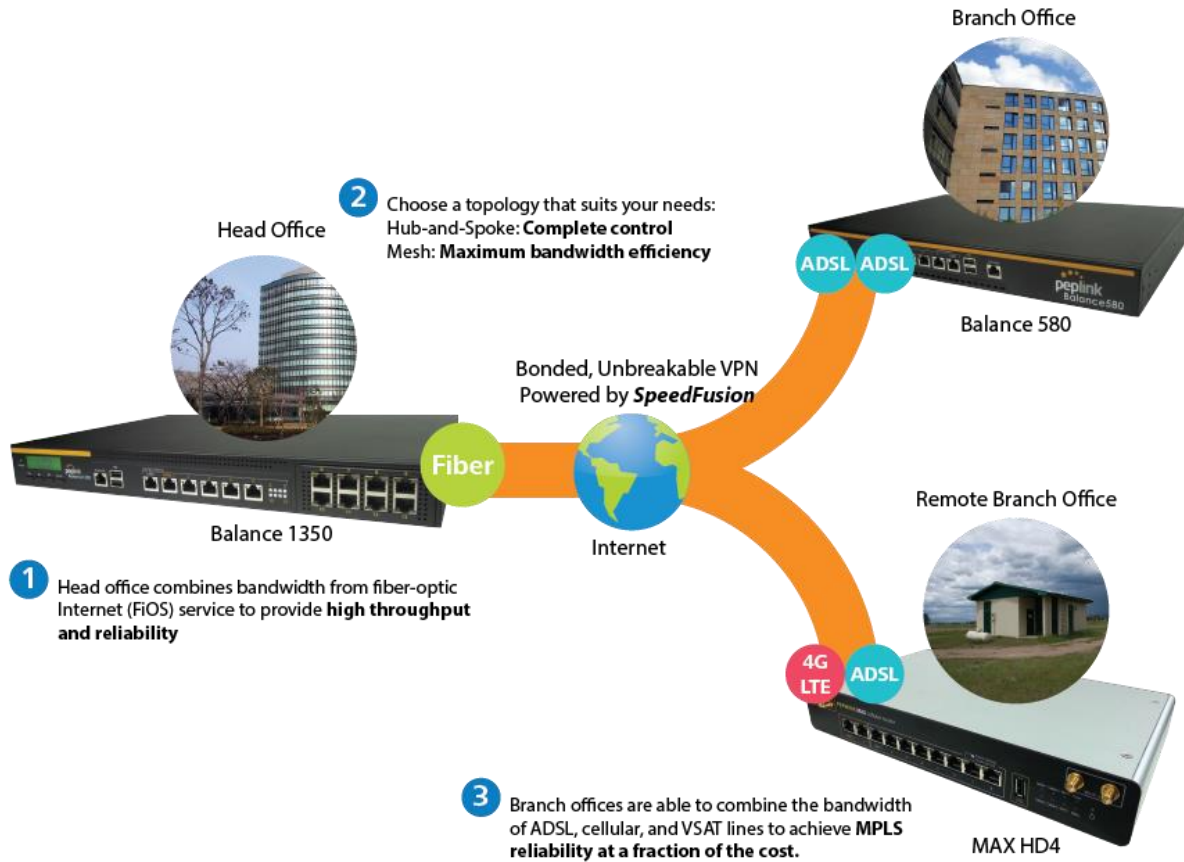 Branch Office
2
Choose a topology that suits your needs:
Hub-and-Spoke: Complete control
Mesh: Maximum bandwidth efficiency
Head Office
ADSL
ADSL
peplink
Balance580
Balance 580
Bonded, Unbreakable VPN
Powered by SpeedFusion
Fiber
Internet
Balance 1350
Remote Branch Office
1
Head office combines bandwidth from fiber-optic
Internet (FiOS) service to provide high throughput
and reliability
4G
LTE
ADSL
3
Branch offices are able to combine the bandwidth
of ADSL, cellular, and VSAT lines to achieve MPLS
reliability at a fraction of the cost.
MAX HD4